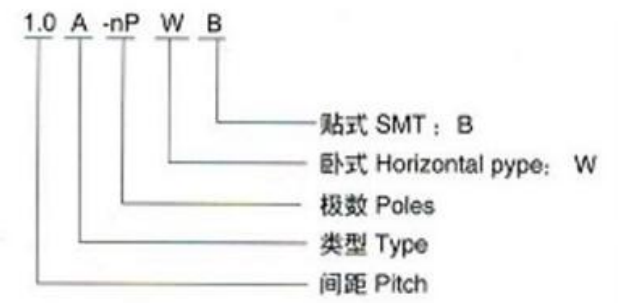 1.0 A -nP W B
贴式 SMT ; B
卧式 Horizontal pype: W
极数 Poles
类型 Type
间距 Pitch